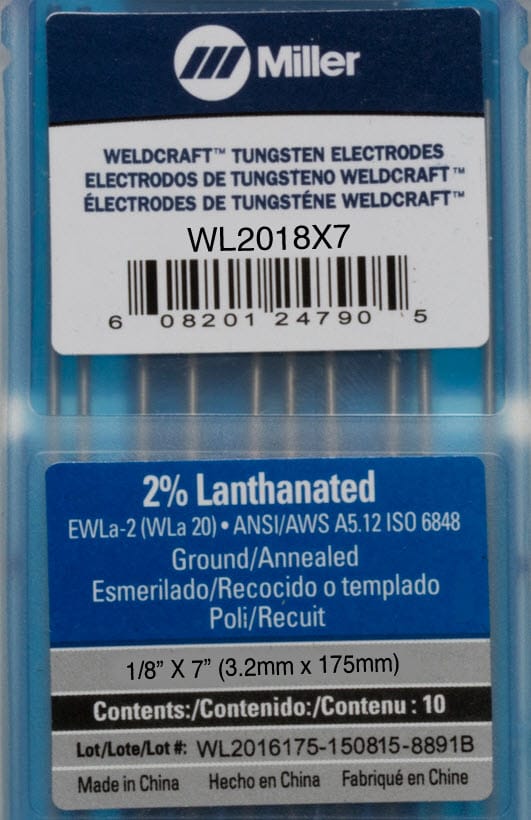 Miller
WELDCRAFT™ TUNGSTEN ELECTRODES
ELECTRODOS DE TUNGSTENO WELDCRAFT™
ÉLECTRODES DE TUNGSTÉNE WELDCRAFT™
WL2018X7
6 08201 24790 5
2% Lanthanated
EWLa-2 (WLa 20) • ANSI/AWS A5.12 ISO 6848
Ground/Annealed
Esmerilado/Recocido o templado
Poli/Recuit
1/8” X 7” (3.2mm x 175mm)
Contents:/Contenido:/Contenu : 10
Lot/Lote/Lot #: WL2016175-150815-8891B
Made in China Hecho en China Fabriqué en Chine